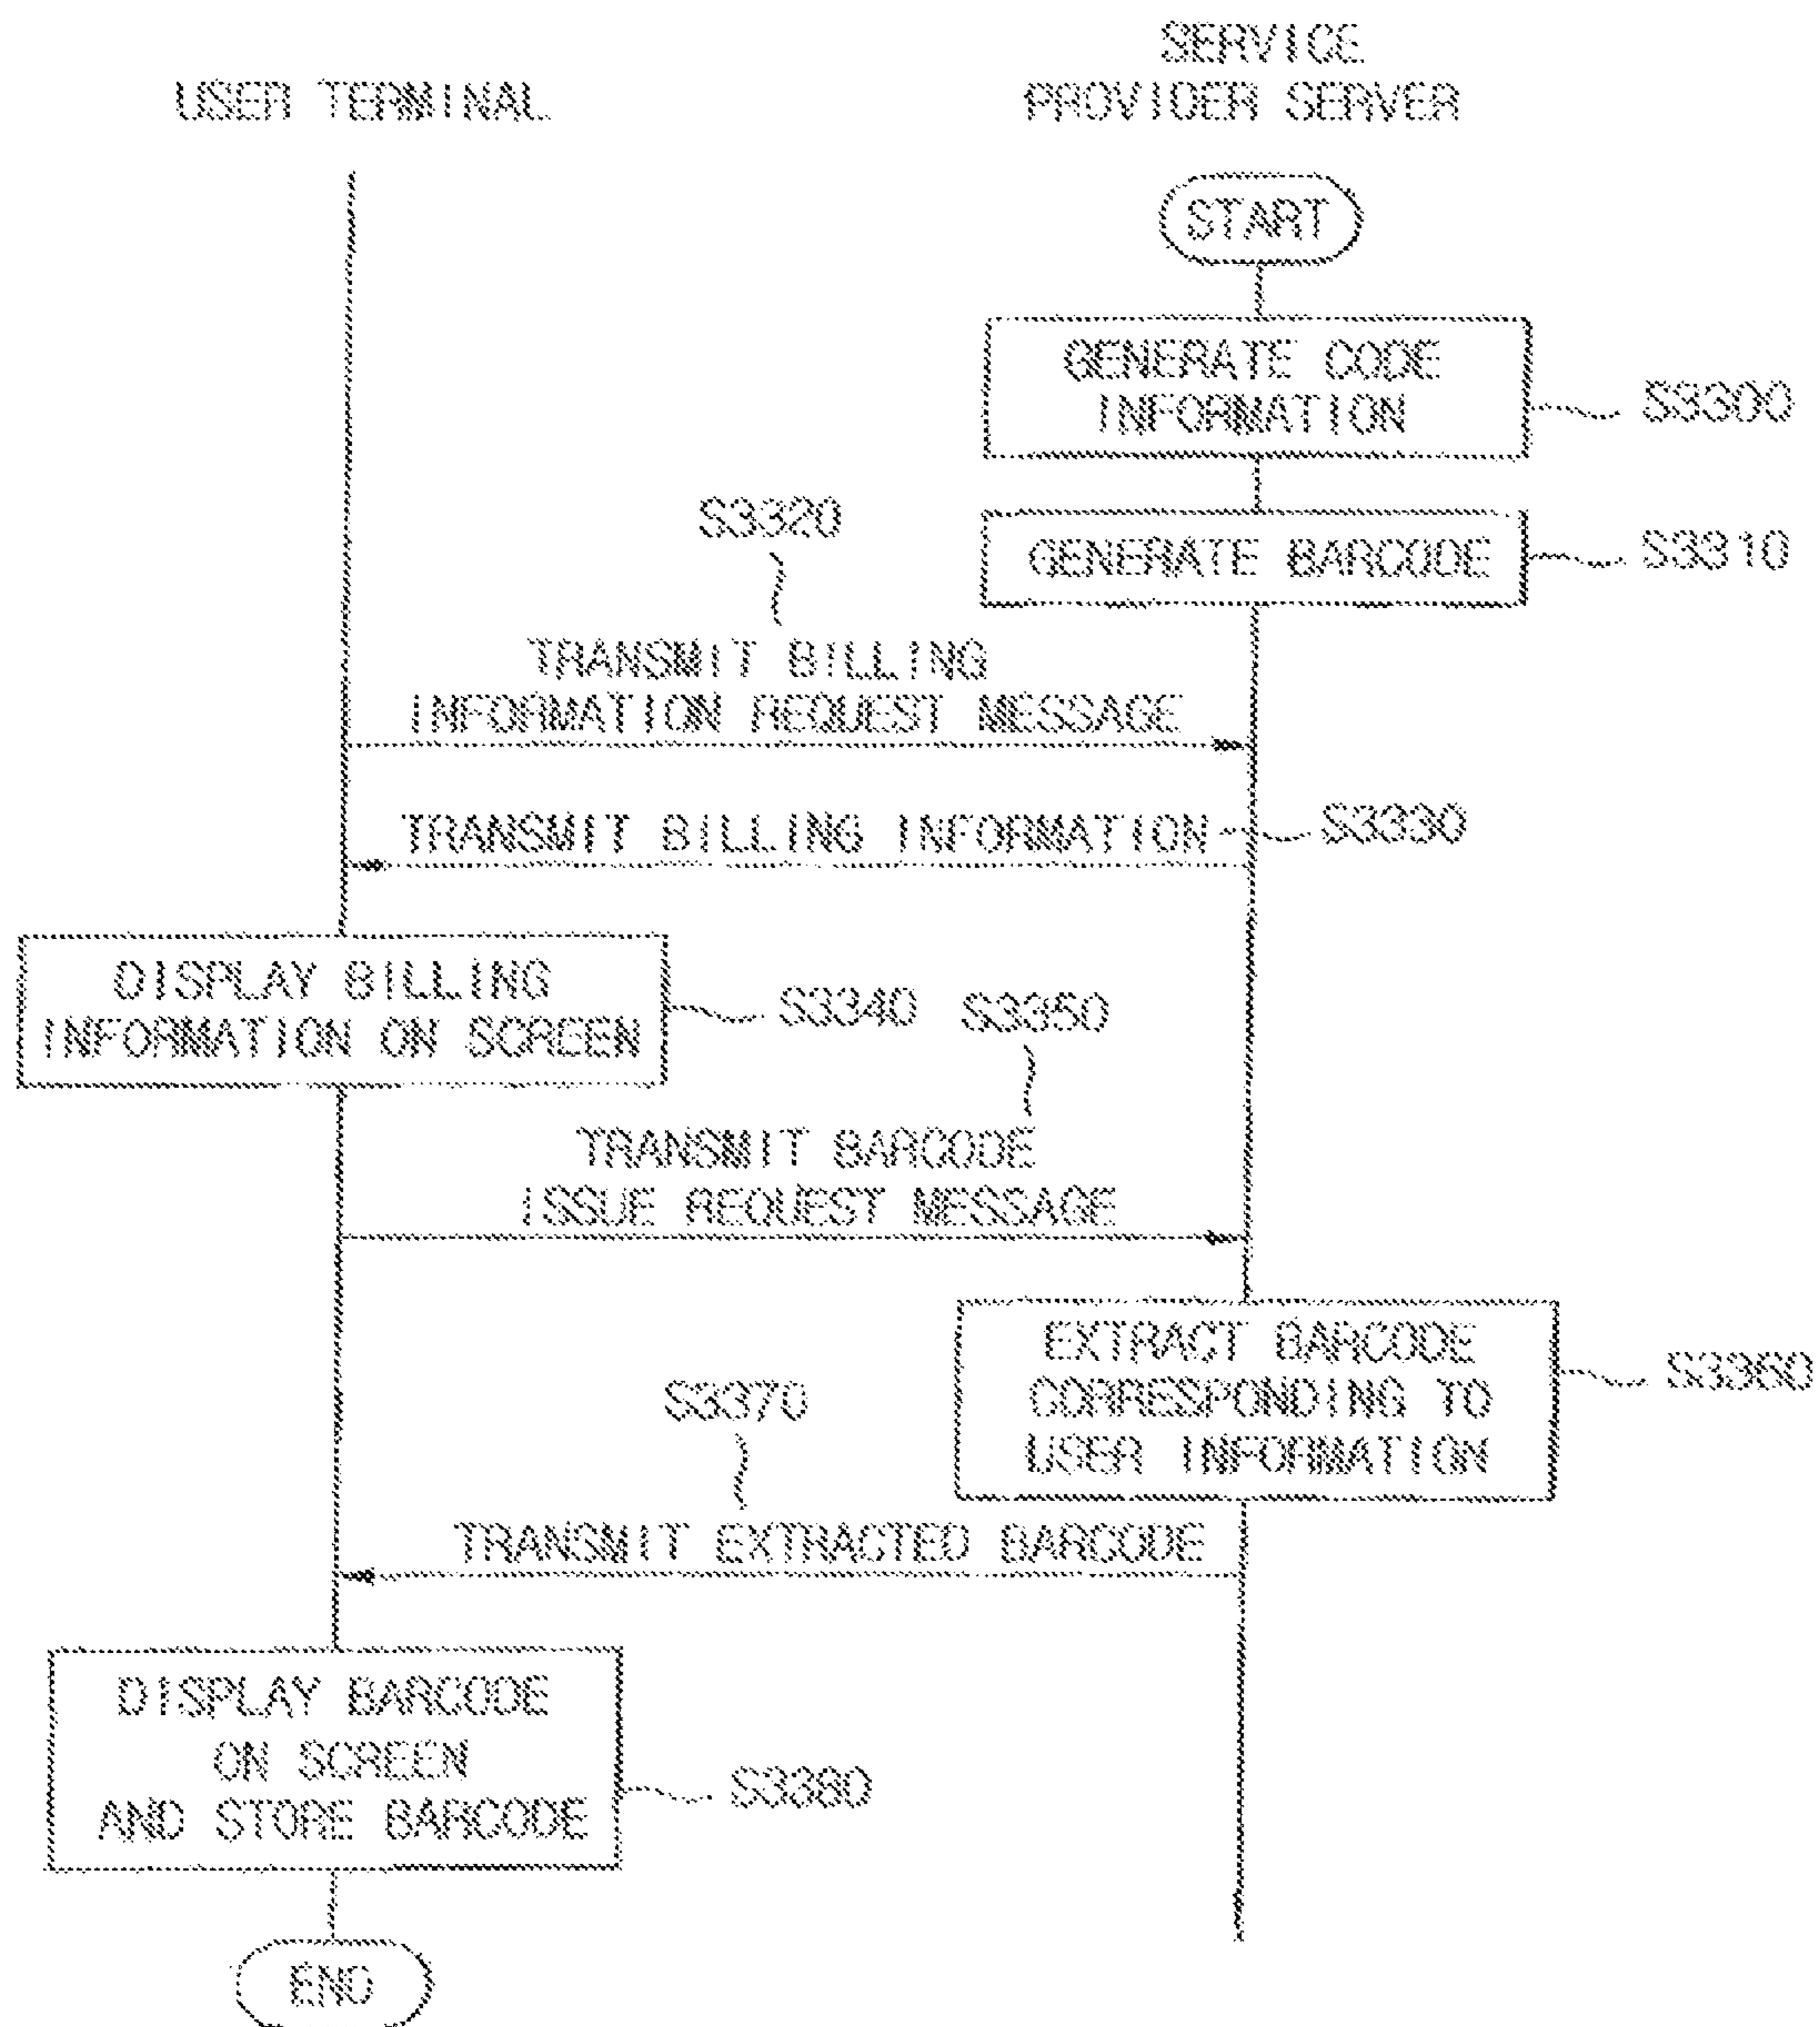 USER TERMINAL
SERVICE
PROVIDER SERVER
START
GENERATE CODE
INFORMATION
S3300
GENERATE BARCODE
S3310
S3320
TRANSMIT BILLING
INFORMATION REQUEST MESSAGE
TRANSMIT BILLING INFORMATION
S3330
DISPLAY BILLING
INFORMATION ON SCREEN
S3340
S3350
TRANSMIT BARCODE
ISSUE REQUEST MESSAGE
EXTRACT BARCODE
CORRESPONDING TO
USER INFORMATION
S3360
S3370
TRANSMIT EXTRACTED BARCODE
DISPLAY BARCODE
ON SCREEN
AND STORE BARCODE
S3380
END